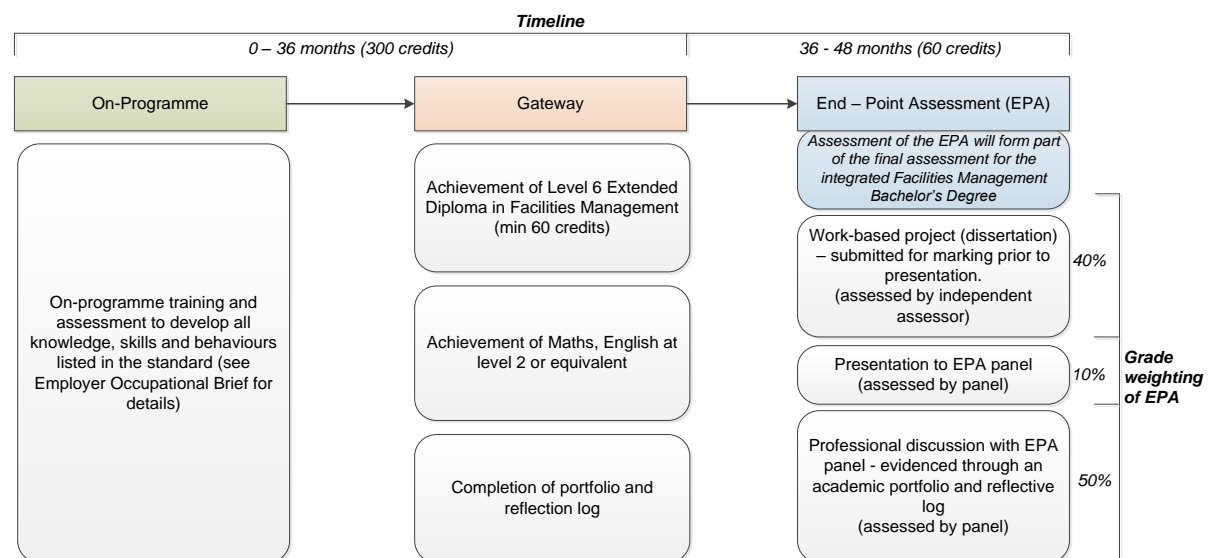 Timeline
0 – 36 months (300 credits)
36 - 48 months (60 credits)
On-Programme
Gateway
End – Point Assessment (EPA)
On-programme training and
assessment to develop all
knowledge, skills and behaviours
listed in the standard (see
Employer Occupational Brief for
details)
Achievement of Level 6 Extended
Diploma in Facilities Management
(min 60 credits)
Achievement of Maths, English at
level 2 or equivalent
Completion of portfolio and
reflection log
Assessment of the EPA will form part
of the final assessment for the
integrated Facilities Management
Bachelor’s Degree
Work-based project (dissertation)
– submitted for marking prior to
presentation.
(assessed by independent
assessor)
40%
Presentation to EPA panel
(assessed by panel)
10%
Professional discussion with EPA
panel - evidenced through an
academic portfolio and reflective
log
(assessed by panel)
50%
Grade
weighting
of EPA